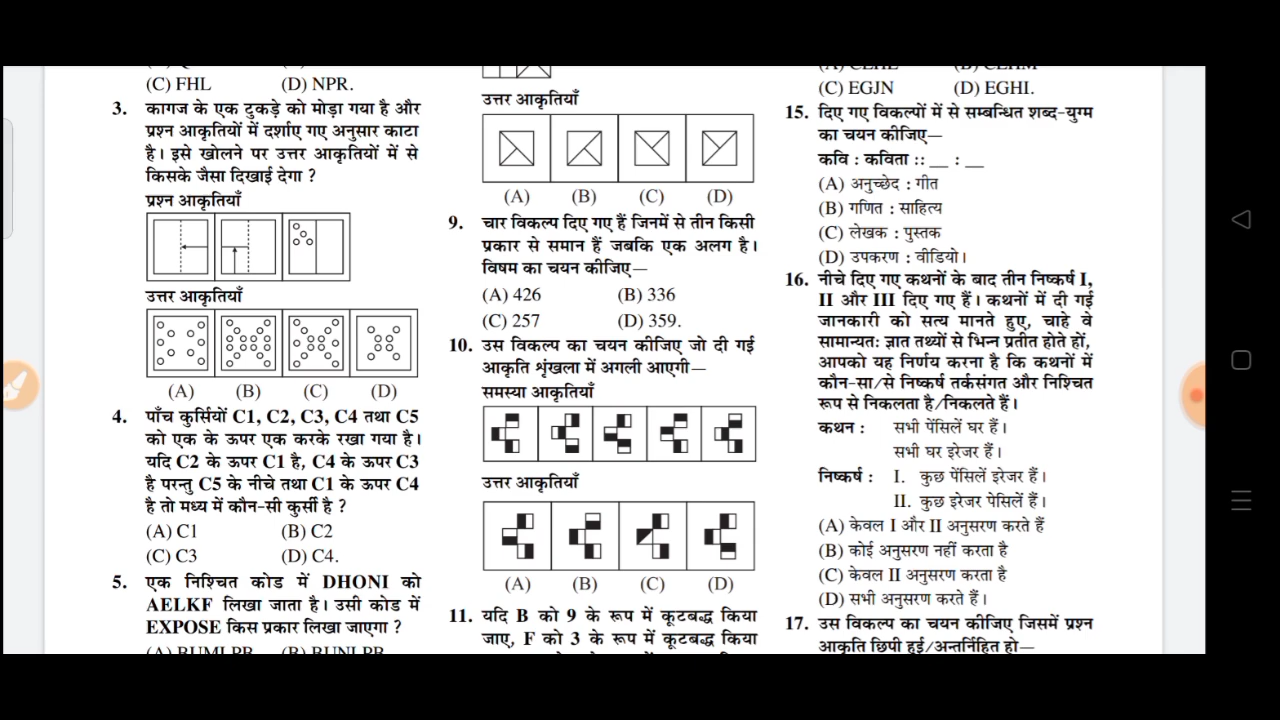 (C) FHL (D) NPR.
3. कागज के एक टुकड़े को मोड़ा गया है और
प्रश्न आकृतियों में दर्शाए गए अनुसार काटा
है। इसे खोलने पर उत्तर आकृतियों में से
किसके जैसा दिखाई देगा ?
प्रश्न आकृतियाँ
उत्तर आकृतियाँ
(A) (B) (C) (D)
4. पाँच कुर्सियों C1, C2, C3, C4 तथा C5
को एक के ऊपर एक करके रखा गया है।
यदि C2 के ऊपर C1 है, C4 के ऊपर C3
है परन्तु C5 के नीचे तथा C1 के ऊपर C4
है तो मध्य में कौन-सी कुर्सी है ?
(A) C1 (B) C2
(C) C3 (D) C4.
5. एक निश्चित कोड में DHONI को
AELKF लिखा जाता है। उसी कोड में
EXPOSE किस प्रकार लिखा जाएगा ?
उत्तर आकृतियाँ
(A) (B) (C) (D)
9. चार विकल्प दिए गए हैं जिनमें से तीन किसी
प्रकार से समान हैं जबकि एक अलग है।
विषम का चयन कीजिए—
(A) 426 (B) 336
(C) 257 (D) 359.
10. उस विकल्प का चयन कीजिए जो दी गई
आकृति शृंखला में अगली आएगी—
समस्या आकृतियाँ
उत्तर आकृतियाँ
(A) (B) (C) (D)
11. यदि B को 9 के रूप में कूटबद्ध किया
जाए, F को 3 के रूप में कूटबद्ध किया
(C) EGJN (D) EGHI.
15. दिए गए विकल्पों में से सम्बन्धित शब्द-युग्म
का चयन कीजिए—
कवि : कविता :: __ : __
(A) अनुच्छेद : गीत
(B) गणित : साहित्य
(C) लेखक : पुस्तक
(D) उपकरण : वीडियो।
16. नीचे दिए गए कथनों के बाद तीन निष्कर्ष I,
II और III दिए गए हैं। कथनों में दी गई
जानकारी को सत्य मानते हुए, चाहे वे
सामान्यतः ज्ञात तथ्यों से भिन्न प्रतीत होते हों,
आपको यह निर्णय करना है कि कथनों में
कौन-सा/से निष्कर्ष तर्कसंगत और निश्चित
रूप से निकलता है/निकलते हैं।
कथन : सभी पेंसिलें घर हैं।
सभी घर इरेजर हैं।
निष्कर्ष : I. कुछ पेंसिलें इरेजर हैं।
II. कुछ इरेजर पेसिलें हैं।
(A) केवल I और II अनुसरण करते हैं
(B) कोई अनुसरण नहीं करता है
(C) केवल II अनुसरण करता है
(D) सभी अनुसरण करते हैं।
17. उस विकल्प का चयन कीजिए जिसमें प्रश्न
आकृति छिपी हुई/अन्तर्निहित हो—